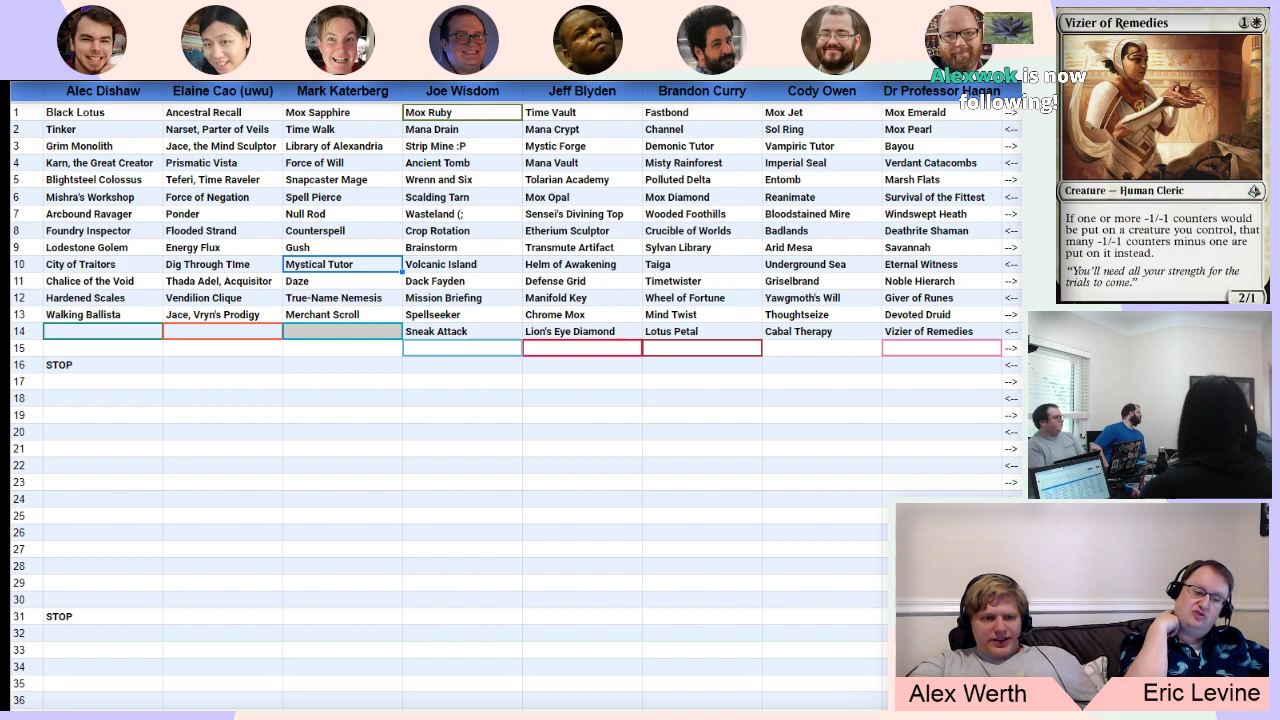 Alexwok is now
following!
Alec Dishaw Elaine Cao (uwu) Mark Katerberg Joe Wisdom Jeff Blyden Brandon Curry Cody Owen Dr Professor Hagan
1 Black Lotus Ancestral Recall Mox Sapphire Mox Ruby Time Vault Fastbond Mox Jet Mox Emerald -->
2 Tinker Narset, Parter of Veils Time Walk Mana Drain Mana Crypt Channel Sol Ring Mox Pearl <--
3 Grim Monolith Jace, the Mind Sculptor Library of Alexandria Strip Mine :P Mystic Forge Demonic Tutor Vampiric Tutor Bayou -->
4 Karn, the Great Creator Prismatic Vista Force of Will Ancient Tomb Mana Vault Misty Rainforest Imperial Seal Verdant Catacombs <--
5 Blightsteel Colossus Teferi, Time Raveler Snapcaster Mage Wrenn and Six Tolarian Academy Polluted Delta Entomb Marsh Flats -->
6 Mishra's Workshop Force of Negation Spell Pierce Scalding Tarn Mox Opal Mox Diamond Reanimate Survival of the Fittest <--
7 Arcbound Ravager Ponder Null Rod Wasteland (; Sensei's Divining Top Wooded Foothills Bloodstained Mire Windswept Heath -->
8 Foundry Inspector Flooded Strand Counterspell Crop Rotation Etherium Sculptor Crucible of Worlds Badlands Deathrite Shaman <--
9 Lodestone Golem Energy Flux Gush Brainstorm Transmute Artifact Sylvan Library Arid Mesa Savannah -->
10 City of Traitors Dig Through TIme Mystical Tutor Volcanic Island Helm of Awakening Taiga Underground Sea Eternal Witness <--
11 Chalice of the Void Thada Adel, Acquisitor Daze Dack Fayden Defense Grid Timetwister Griselbrand Noble Hierarch -->
12 Hardened Scales Vendilion Clique True-Name Nemesis Mission Briefing Manifold Key Wheel of Fortune Yawgmoth's Will Giver of Runes <--
13 Walking Ballista Jace, Vryn's Prodigy Merchant Scroll Spellseeker Chrome Mox Mind Twist Thoughtseize Devoted Druid -->
14 Sneak Attack Lion's Eye Diamond Lotus Petal Cabal Therapy Vizier of Remedies <--
15 -->
16 STOP <--
17 -->
18 <--
19 -->
20 <--
21 -->
22 <--
23 -->
24 <--
25
26
27
28
29
30
31 STOP
32
33
34
35
36
Vizier of Remedies 1
Creature — Human Cleric
If one or more -1/-1 counters would
be put on a creature you control, that
many -1/-1 counters minus one are
put on it instead.
"You'll need all your strength for the
trials to come."
2/1
Alex Werth
Eric Levine